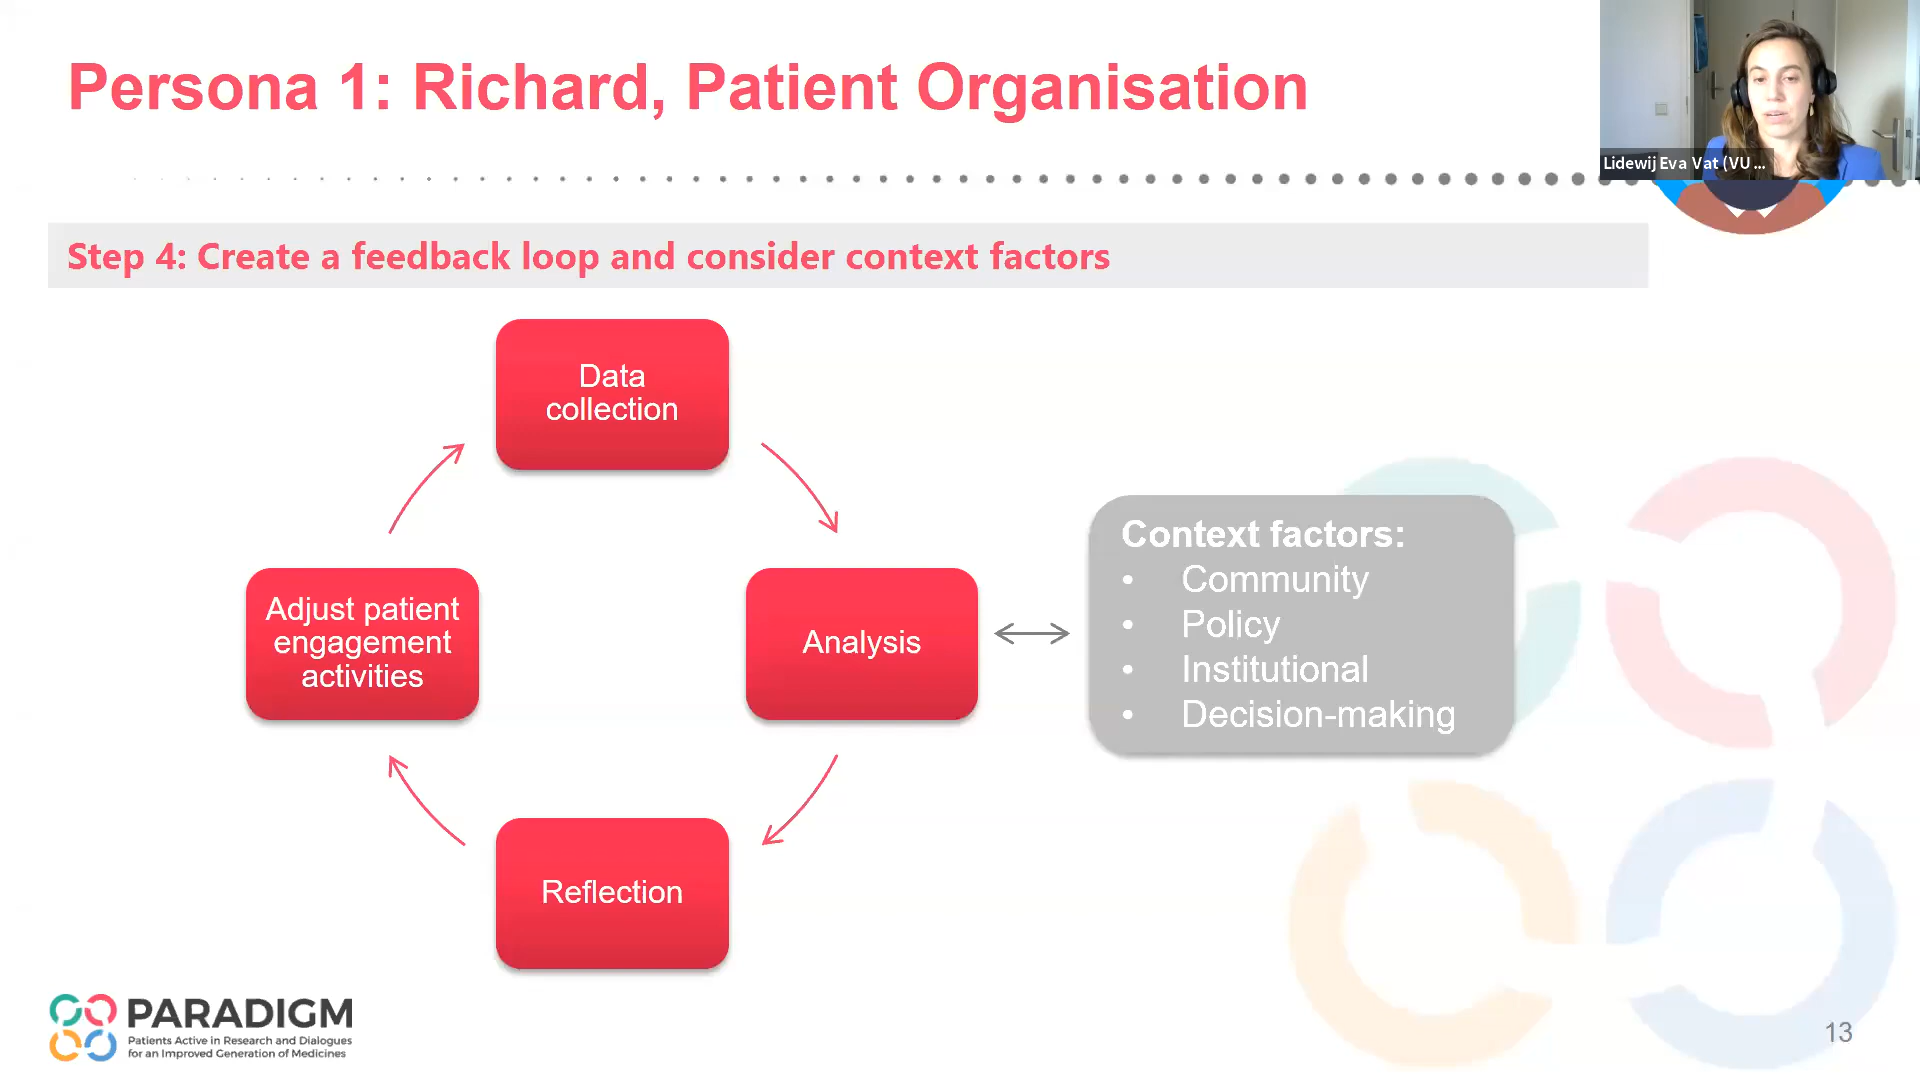 Persona 1: Richard, Patient Organisation
Lidewij Eva Vat (VU ...
Step 4: Create a feedback loop and consider context factors
Data
collection
Adjust patient
engagement
activities
Analysis
Context factors:
• Community
• Policy
• Institutional
• Decision-making
Reflection
PARADIGM
Patients Active in Research and Dialogues
for an Improved Generation of Medicines
13